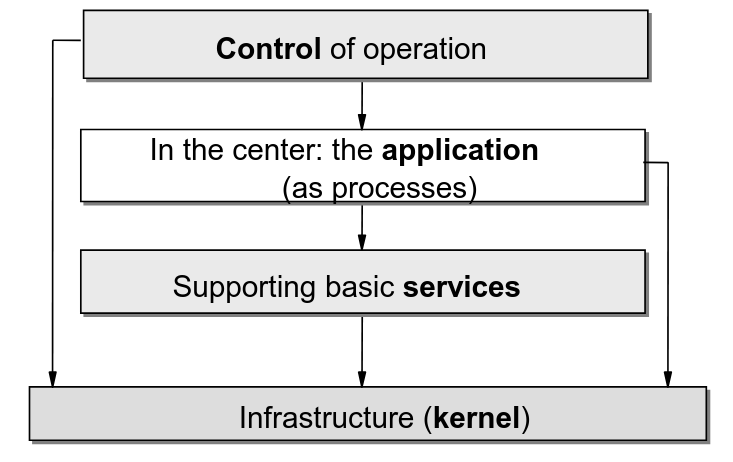 Control of operation
In the center: the application
(as processes)
Supporting basic services
Infrastructure (kernel)